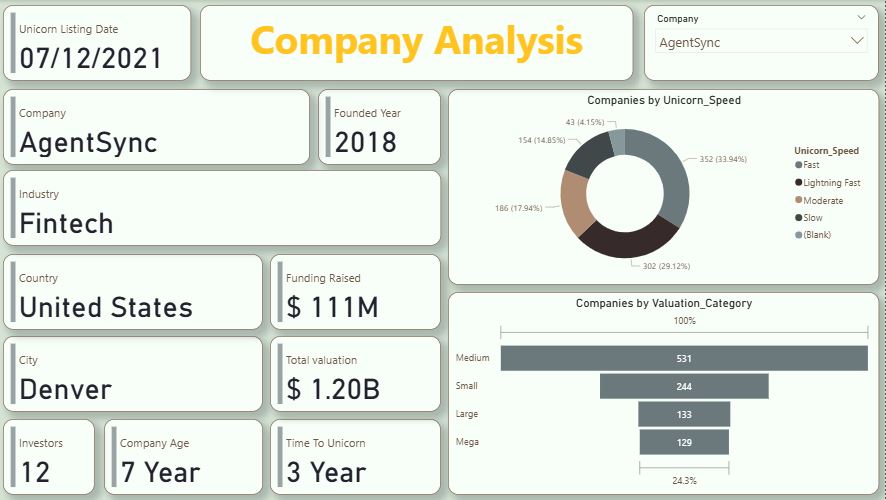 Unicorn Listing Date
07/12/2021
Company Analysis
Company
AgentSync
Company
AgentSync
Founded Year
2018
Industry
Fintech
Country
United States
Funding Raised
$ 111M
City
Denver
Total valuation
$ 1.20B
Investors
12
Company Age
7 Year
Time To Unicorn
3 Year
Companies by Unicorn_Speed
43 (4.15%)
154 (14.85%)
352 (33.94%)
186 (17.94%)
302 (29.12%)
Unicorn_Speed
Fast
Lightning Fast
Moderate
Slow
(Blank)
Companies by Valuation_Category
100%
Medium 531
Small 244
Large 133
Mega 129
24.3%